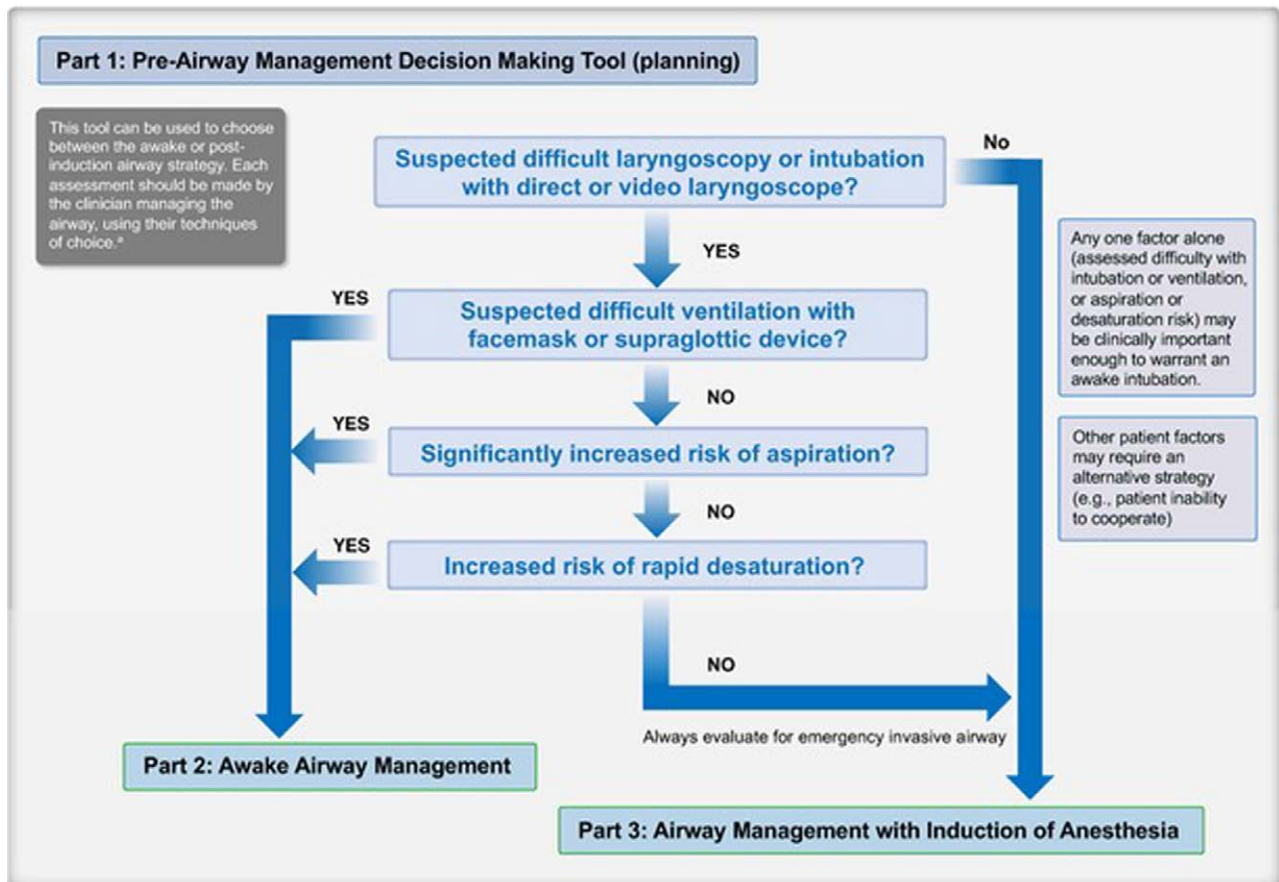 Part 1: Pre-Airway Management Decision Making Tool (planning)
This tool can be used to choose
between the awake or post-
induction airway strategy. Each
assessment should be made by
the clinician managing the
airway, using their techniques
of choice.ª
Suspected difficult laryngoscopy or intubation
with direct or video laryngoscope?
No
YES
Any one factor alone
(assessed difficulty with
intubation or ventilation,
or aspiration or
desaturation risk) may
be clinically important
enough to warrant an
awake intubation.
YES
Suspected difficult ventilation with
facemask or supraglottic device?
NO
YES
Significantly increased risk of aspiration?
Other patient factors
may require an
alternative strategy
(e.g., patient inability
to cooperate)
NO
YES
Increased risk of rapid desaturation?
NO
Always evaluate for emergency invasive airway
Part 2: Awake Airway Management
Part 3: Airway Management with Induction of Anesthesia